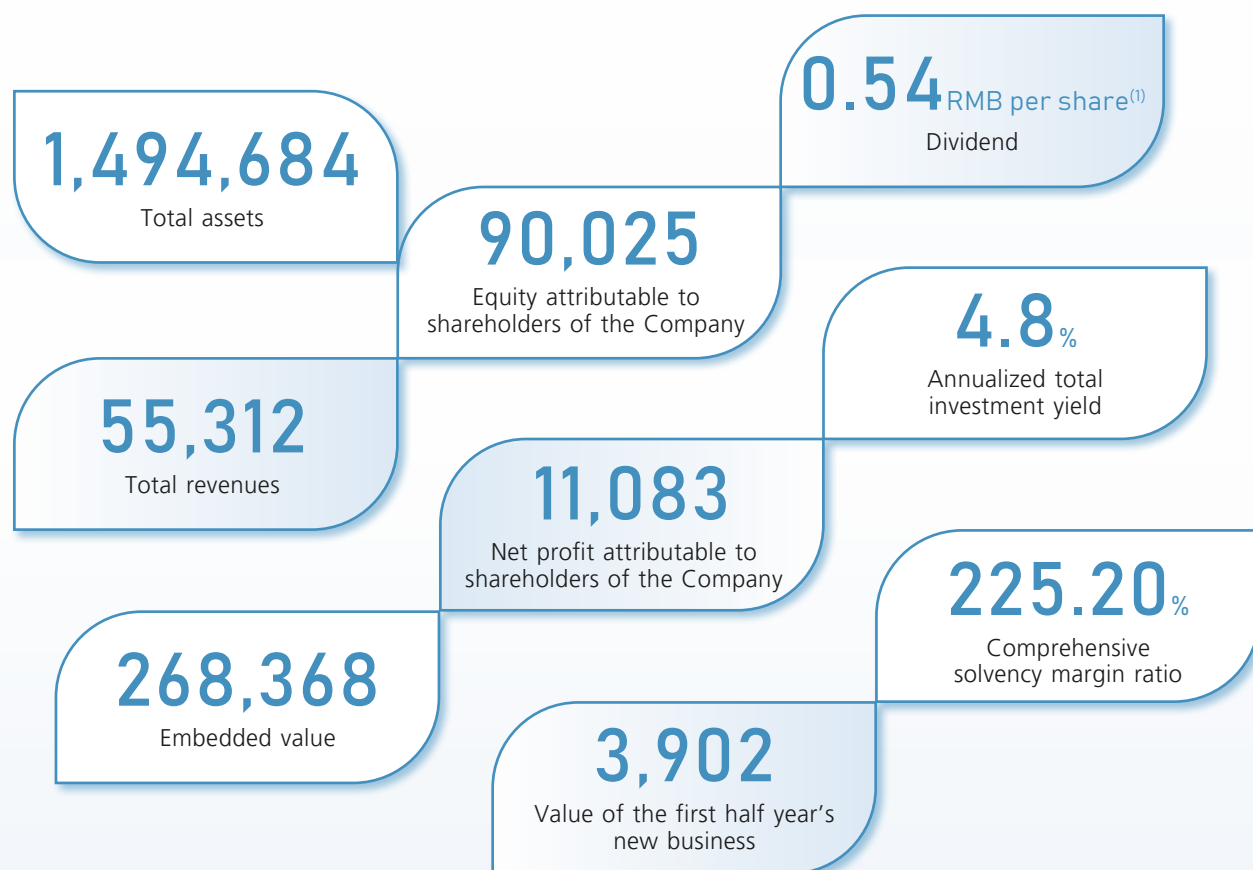 0.54 RMB per share(1)
Dividend
1,494,684
Total assets
90,025
Equity attributable to
shareholders of the Company
4.8%
Annualized total
investment yield
55,312
Total revenues
11,083
Net profit attributable to
shareholders of the Company
225.20%
Comprehensive
solvency margin ratio
268,368
Embedded value
3,902
Value of the first half year’s
new business